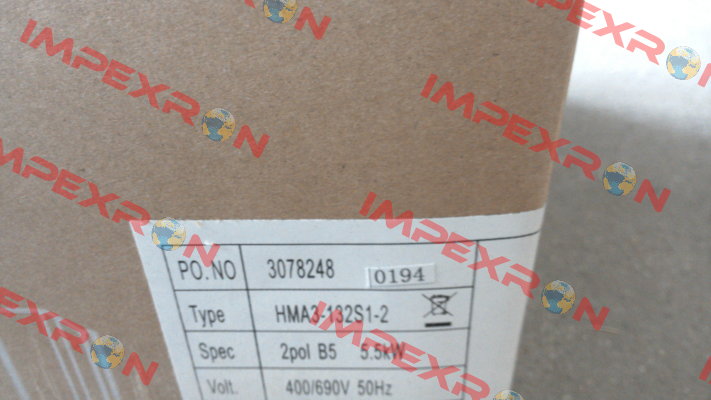 IMPEXRON
IMPEXRON
IMPEXRON
IMPEXRON
IMPEXRON
PO.NO 3078248 0194
Type HMA3-132S1-2
Spec 2pol B5 5.5kW
Volt. 400/690V 50Hz